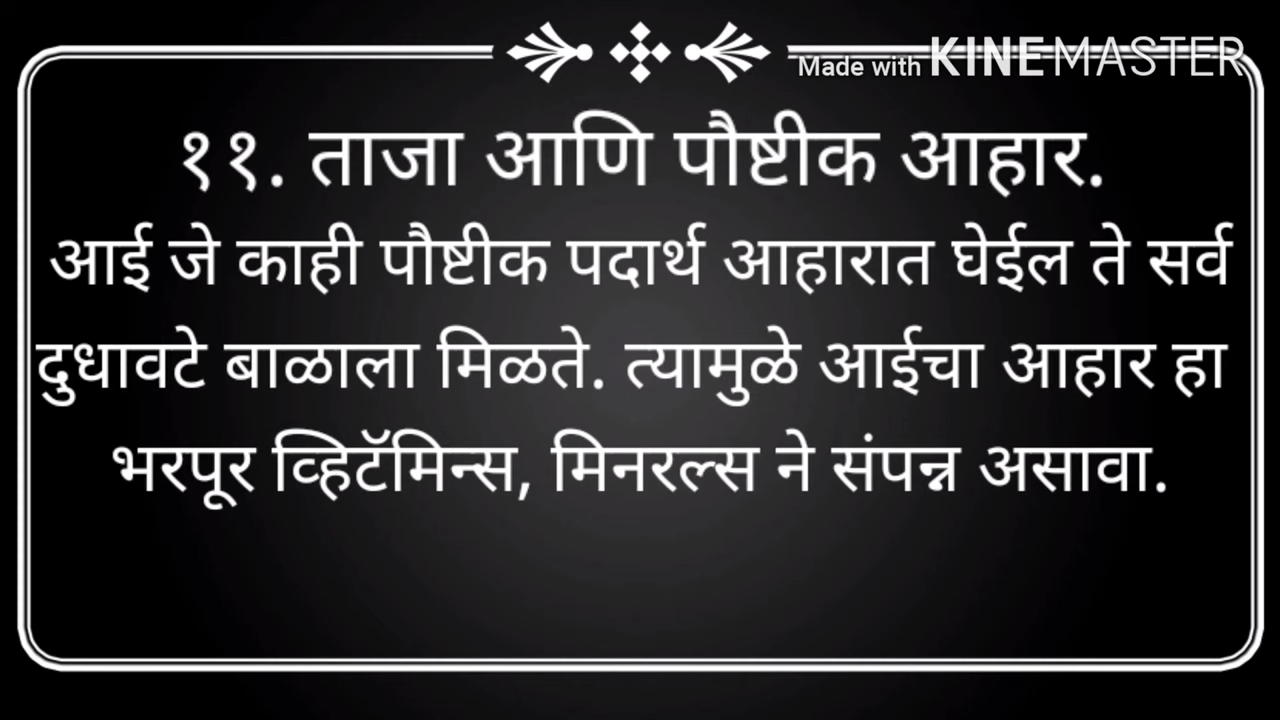 Made with KINEMASTER
११. ताजा आणि पौष्टीक आहार.
आई जे काही पौष्टीक पदार्थ आहारात घेईल ते सर्व
दुधावटे बाळाला मिळते. त्यामुळे आईचा आहार हा
भरपूर व्हिटॅमिन्स, मिनरल्स ने संपन्न असावा.